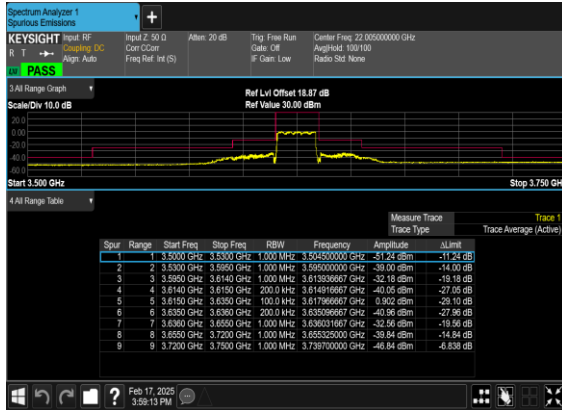 Spectrum Analyzer 1
Spurious Emissions
+
KEYSIGHT Input: RF Input Z: 50 Ω Atten: 20 dB Trig: Free Run Center Freq: 22.005000000 GHz
R T Coupling: DC Corr CCorr Gate: Off Avg|Hold: 100/100
Align: Auto Freq Ref: Int (S) IF Gain: Low Radio Std: None
PASS
3 All Range Graph Ref Lvl Offset 18.87 dB
Scale/Div 10.0 dB Ref Value 30.00 dBm
20.0
0.00
-20.0
-40.0
-60.0
Start 3.500 GHz Stop 3.750 GH
4 All Range Table
Measure Trace Trace 1
Trace Type Trace Average (Active)
Spur Range Start Freq Stop Freq RBW Frequency Amplitude ΔLimit
1 1 3.5000 GHz 3.5300 GHz 1.000 MHz 3.504500000 GHz -51.24 dBm -11.24 dB
2 2 3.5300 GHz 3.5950 GHz 1.000 MHz 3.595000000 GHz -39.00 dBm -14.00 dB
3 3 3.5950 GHz 3.6140 GHz 1.000 MHz 3.613936667 GHz -32.18 dBm -19.18 dB
4 4 3.6140 GHz 3.6150 GHz 200.0 kHz 3.614916667 GHz -40.05 dBm -27.05 dB
5 5 3.6150 GHz 3.6350 GHz 100.0 kHz 3.617966667 GHz 0.902 dBm -29.10 dB
6 6 3.6350 GHz 3.6360 GHz 200.0 kHz 3.635096667 GHz -40.96 dBm -27.96 dB
7 7 3.6360 GHz 3.6550 GHz 1.000 MHz 3.636031667 GHz -32.56 dBm -19.56 dB
8 8 3.6550 GHz 3.7200 GHz 1.000 MHz 3.655325000 GHz -39.84 dBm -14.84 dB
9 9 3.7200 GHz 3.7500 GHz 1.000 MHz 3.739700000 GHz -46.84 dBm -6.838 dB
? Feb 17, 2025
3:59:13 PM